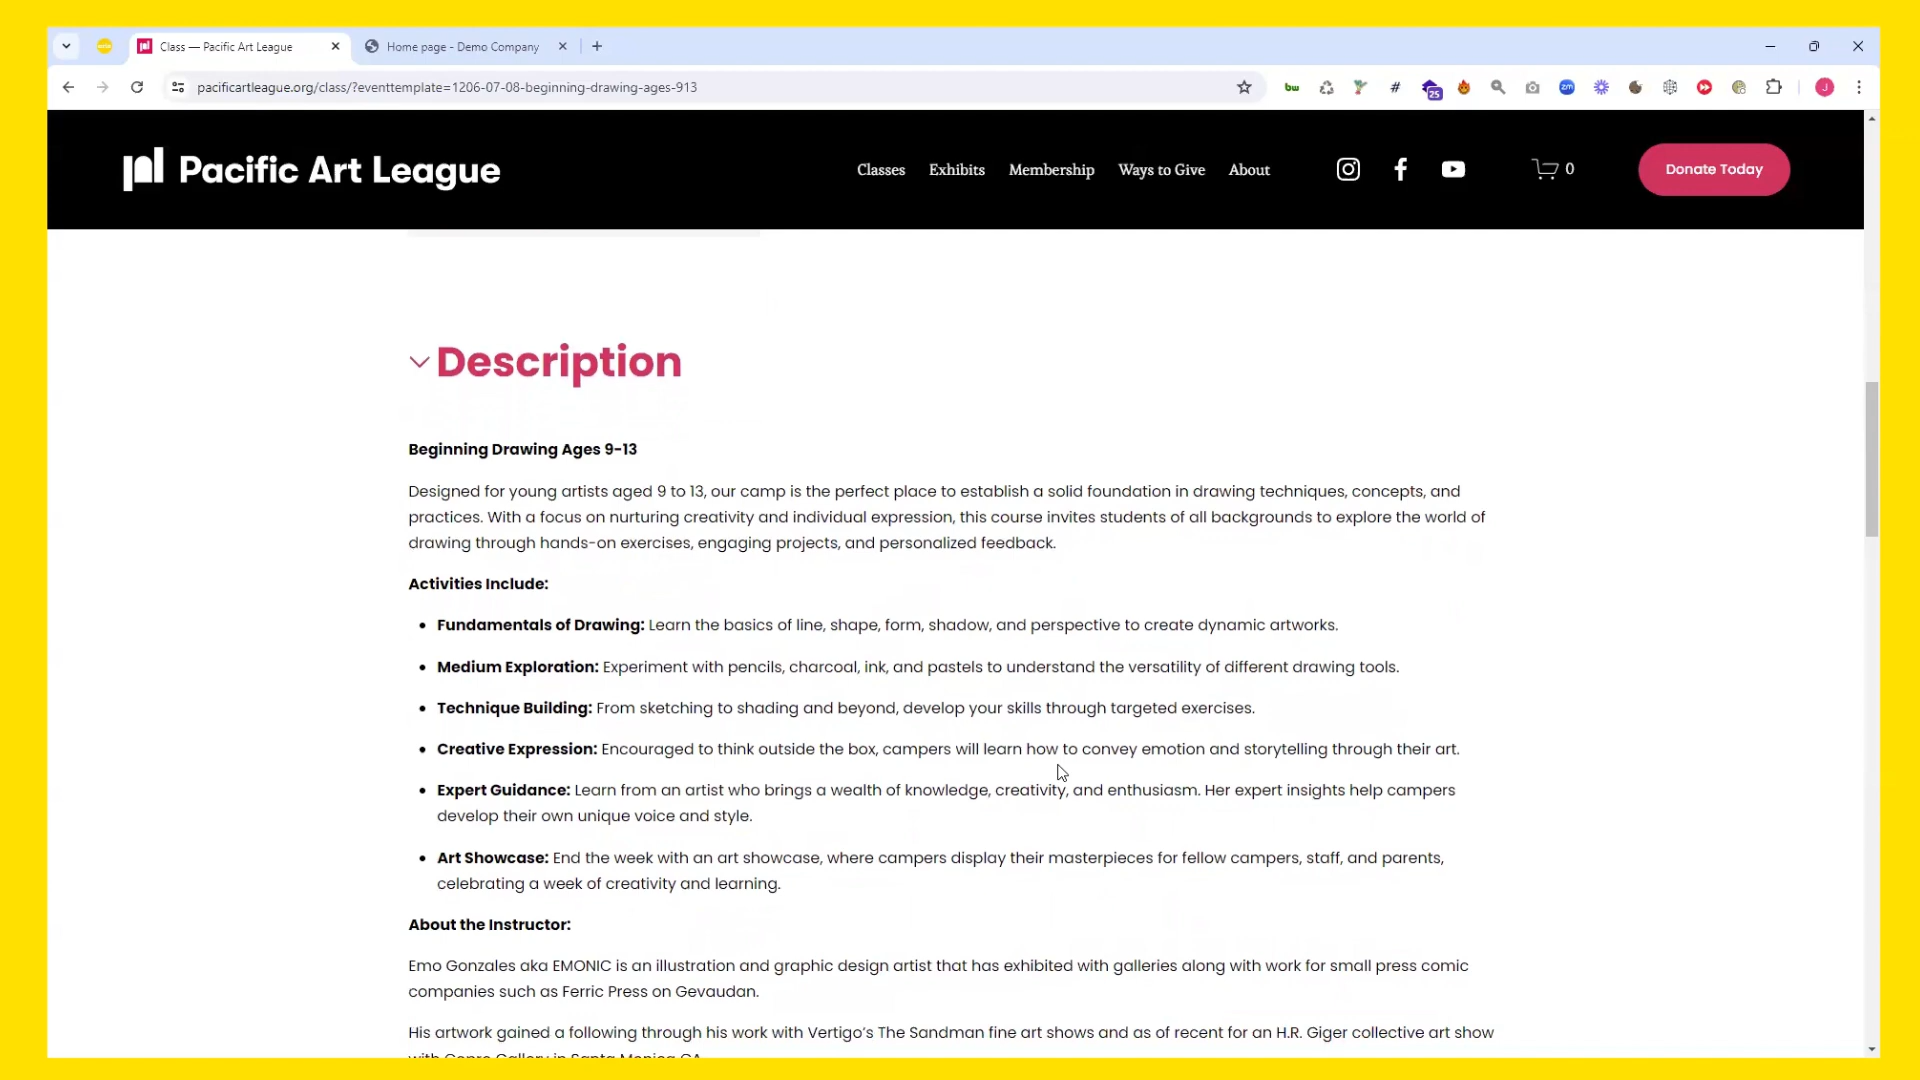 Class — Pacific Art League
Home page - Demo Company
pacificartleague.org/class/?eventtemplate=1206-07-08-beginning-drawing-ages-913
bw
#
25
zm
J
Pacific Art League
Classes
Exhibits
Membership
Ways to Give
About
0
Donate Today
Description
Beginning Drawing Ages 9-13
Designed for young artists aged 9 to 13, our camp is the perfect place to establish a solid foundation in drawing techniques, concepts, and
practices. With a focus on nurturing creativity and individual expression, this course invites students of all backgrounds to explore the world of
drawing through hands-on exercises, engaging projects, and personalized feedback.
Activities Include:
• Fundamentals of Drawing: Learn the basics of line, shape, form, shadow, and perspective to create dynamic artworks.
• Medium Exploration: Experiment with pencils, charcoal, ink, and pastels to understand the versatility of different drawing tools.
• Technique Building: From sketching to shading and beyond, develop your skills through targeted exercises.
• Creative Expression: Encouraged to think outside the box, campers will learn how to convey emotion and storytelling through their art.
• Expert Guidance: Learn from an artist who brings a wealth of knowledge, creativity, and enthusiasm. Her expert insights help campers
develop their own unique voice and style.
• Art Showcase: End the week with an art showcase, where campers display their masterpieces for fellow campers, staff, and parents,
celebrating a week of creativity and learning.
About the Instructor:
Emo Gonzales aka EMONIC is an illustration and graphic design artist that has exhibited with galleries along with work for small press comic
companies such as Ferric Press on Gevaudan.
His artwork gained a following through his work with Vertigo's The Sandman fine art shows and as of recent for an H.R. Giger collective art show
with Copro Gallery in Santa Monica CA